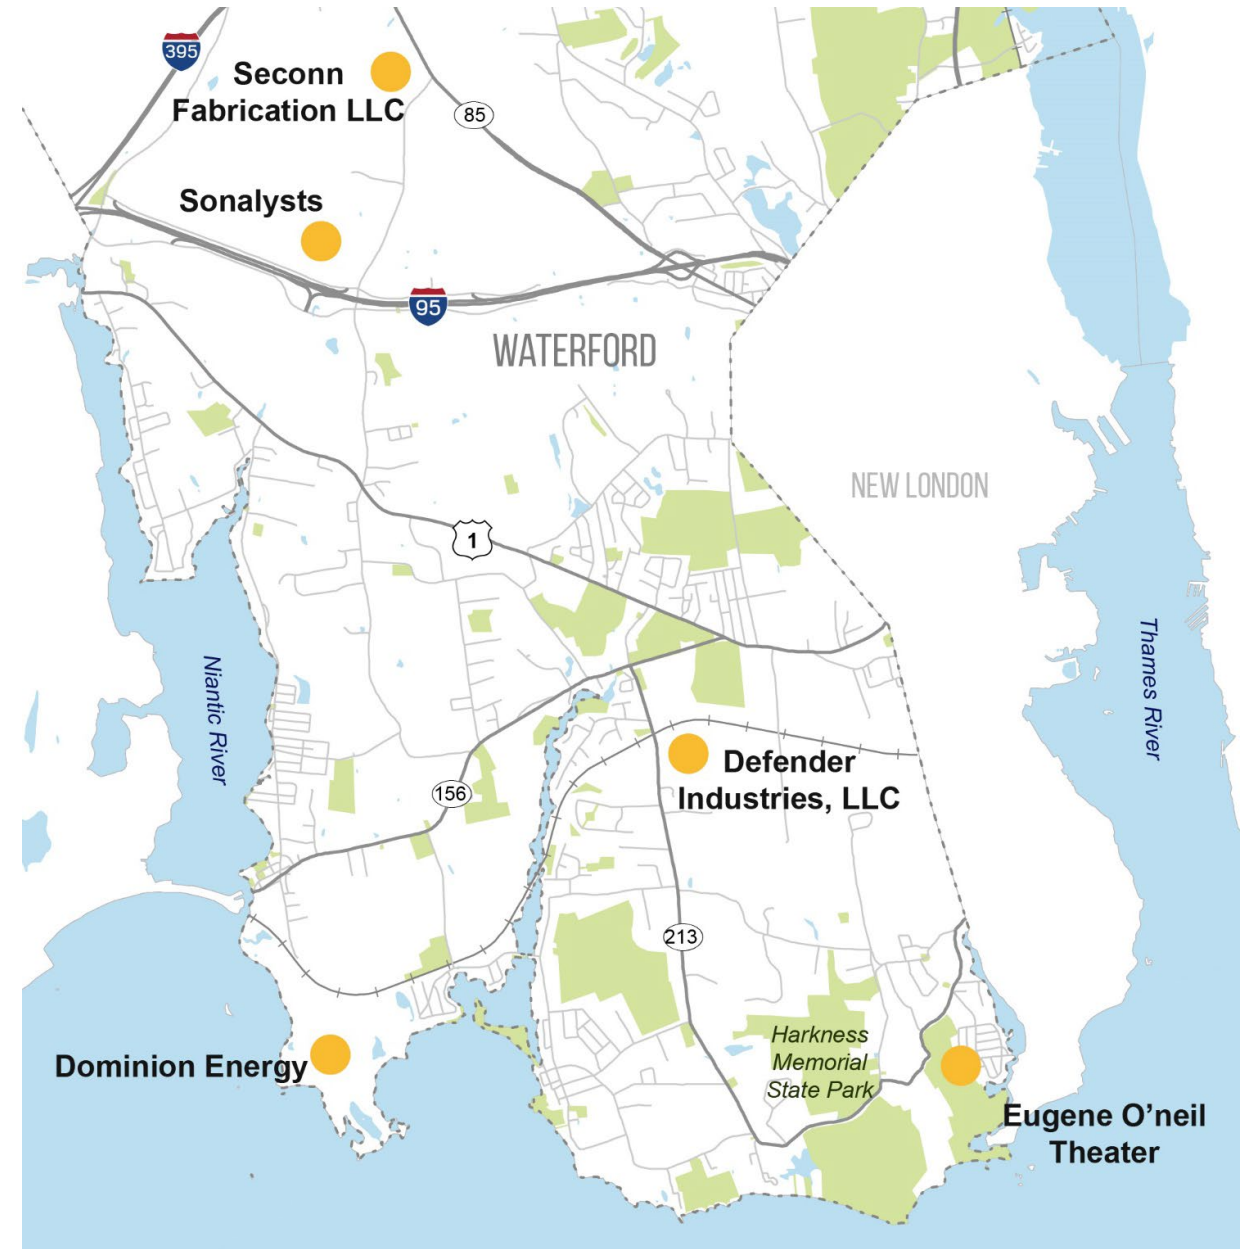 395
Seconn
Fabrication LLC
85
Sonalysts
95
WATERFORD
NEW LONDON
1
Thames River
Niantic River
Defender
Industries, LLC
156
213
Harkness
Memorial
State Park
Dominion Energy
Eugene O’neil
Theater